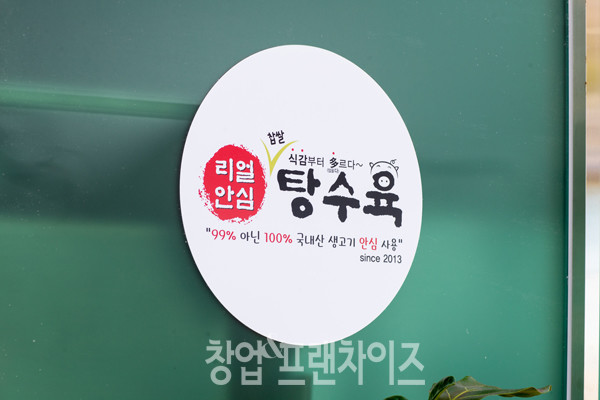 찹쌀
식감부터 多르다~
리얼
안심
탕수육
"99% 아닌 100% 국내산 생고기 안심 사용"
since 2013
창업&프랜차이즈